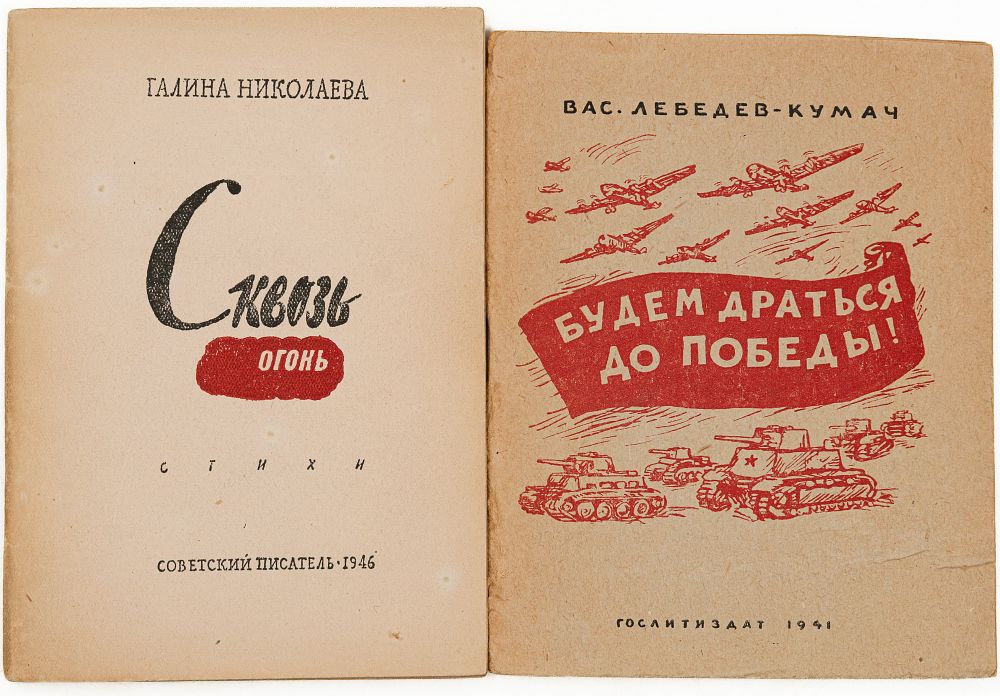 ГАЛИНА НИКОЛАЕВА
Сквозь
огонь
СТИХИ
СОВЕТСКИЙ ПИСАТЕЛЬ · 1946
ВАС. ЛЕБЕДЕВ-КУМАЧ
БУДЕМ ДРАТЬСЯ
ДО ПОБЕДЫ!
ГОСЛИТИЗДАТ 1941